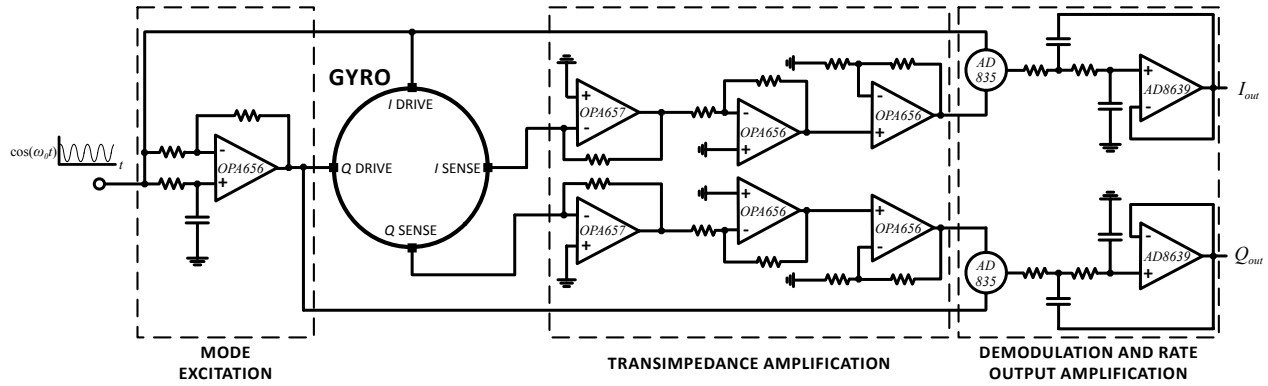 GYRO
I DRIVE
Q DRIVE
I SENSE
Q SENSE
cos(ω₀t)
t
-
OPA656
+
+
OPA657
-
-
OPA656
+
-
OPA656
+
AD
835
+
AD8639
-
I_out
-
OPA657
+
+
OPA656
-
+
OPA656
-
AD
835
-
AD8639
+
Q_out
MODE
EXCITATION
TRANSIMPEDANCE AMPLIFICATION
DEMODULATION AND RATE
OUTPUT AMPLIFICATION